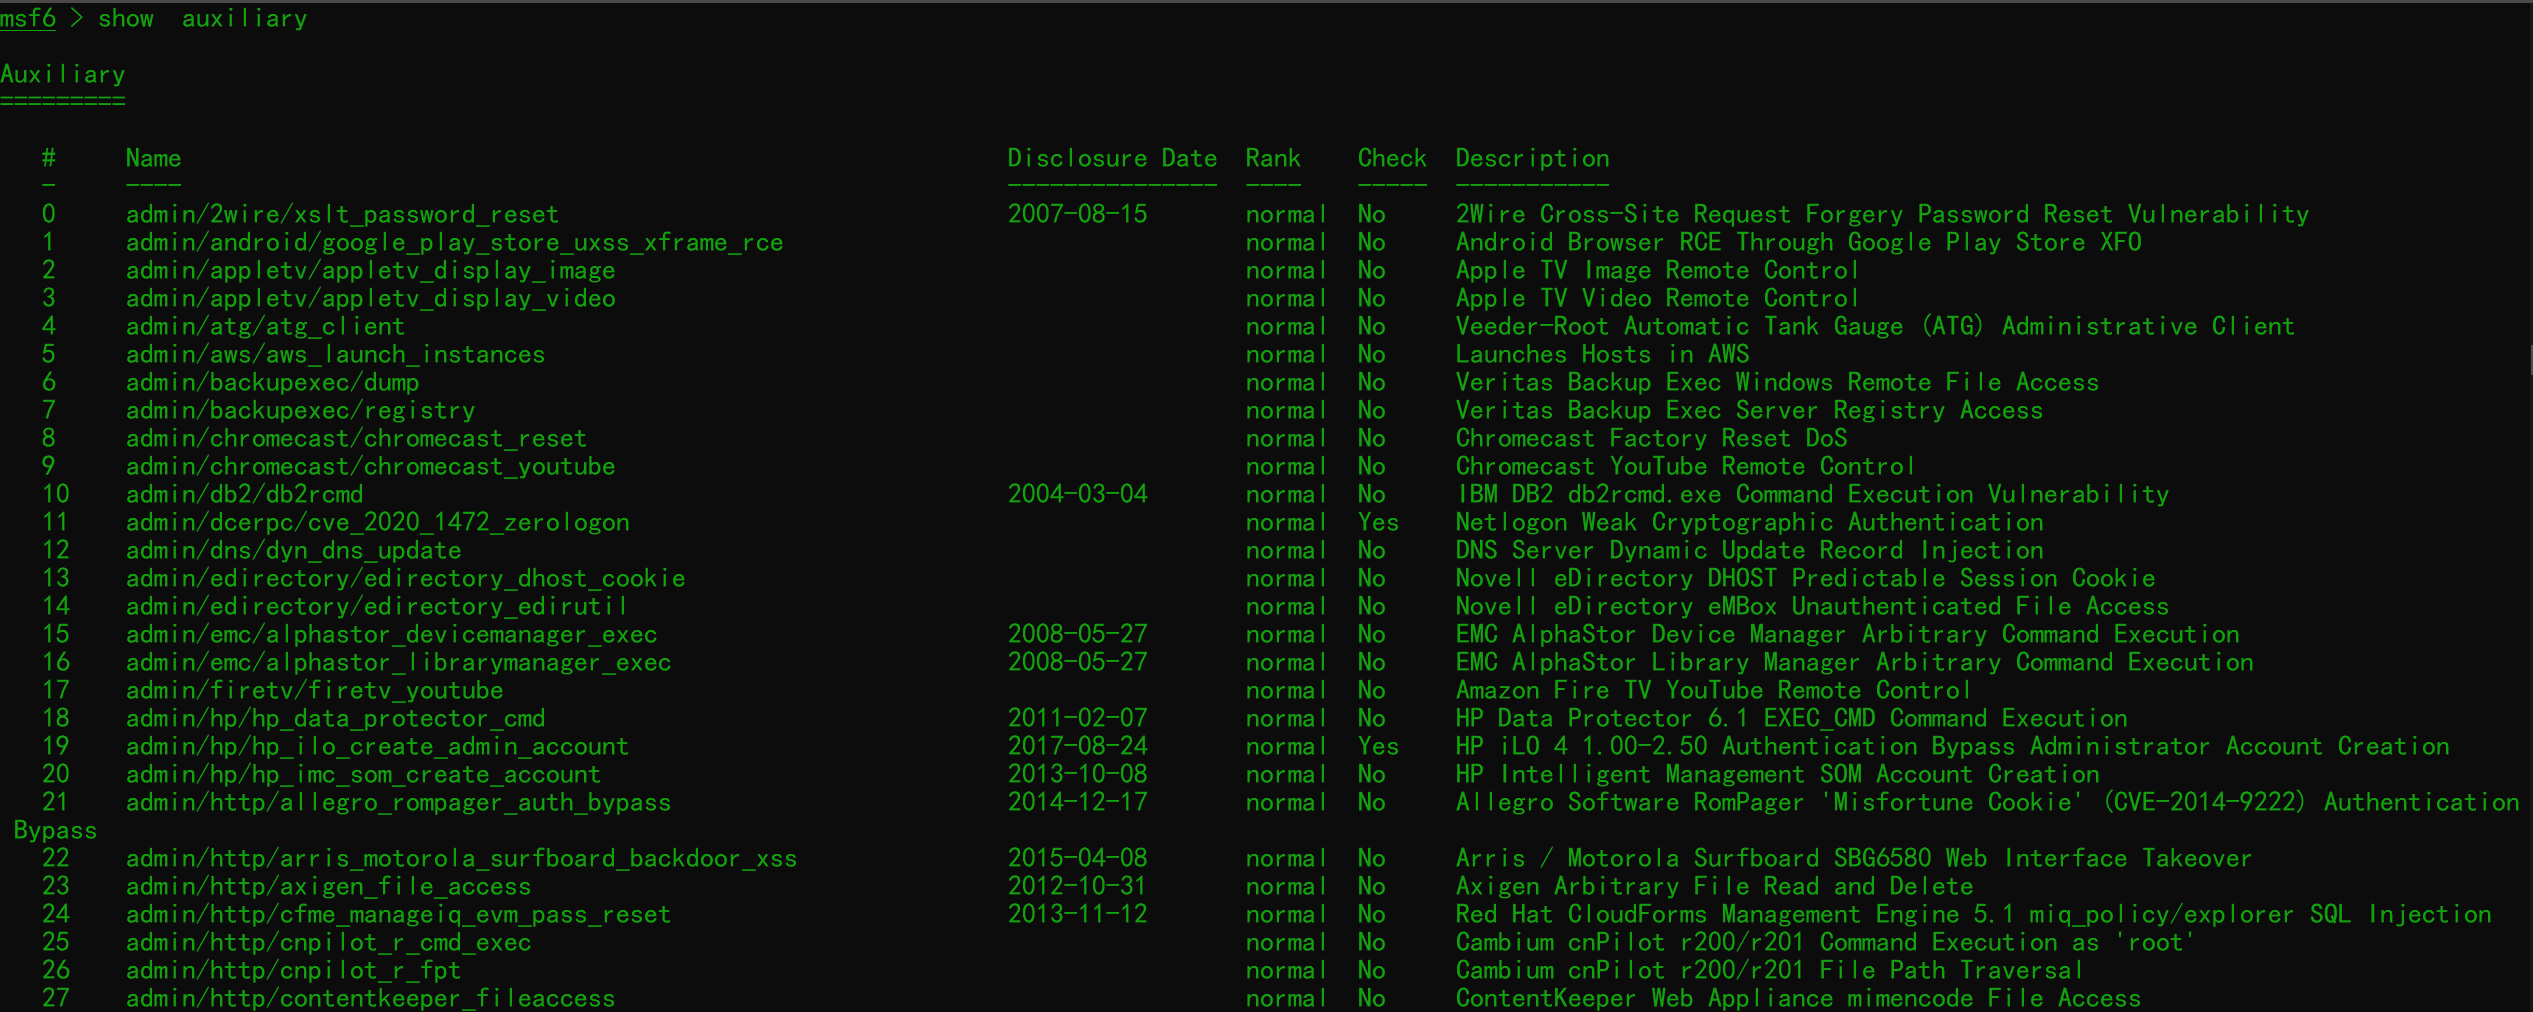 msf6 > show  auxiliary
Auxiliary
=========
#     Name                                                           Disclosure Date  Rank    Check  Description
-     ----                                                           ---------------  ----    -----  -----------
0     admin/2wire/xslt_password_reset                                2007-08-15       normal  No     2Wire Cross-Site Request Forgery Password Reset Vulnerability
1     admin/android/google_play_store_uxss_xframe_rce                                 normal  No     Android Browser RCE Through Google Play Store XFO
2     admin/appletv/appletv_display_image                                             normal  No     Apple TV Image Remote Control
3     admin/appletv/appletv_display_video                                             normal  No     Apple TV Video Remote Control
4     admin/atg/atg_client                                                            normal  No     Veeder-Root Automatic Tank Gauge (ATG) Administrative Client
5     admin/aws/aws_launch_instances                                                  normal  No     Launches Hosts in AWS
6     admin/backupexec/dump                                                           normal  No     Veritas Backup Exec Windows Remote File Access
7     admin/backupexec/registry                                                       normal  No     Veritas Backup Exec Server Registry Access
8     admin/chromecast/chromecast_reset                                               normal  No     Chromecast Factory Reset DoS
9     admin/chromecast/chromecast_youtube                                             normal  No     Chromecast YouTube Remote Control
10    admin/db2/db2rcmd                                              2004-03-04       normal  No     IBM DB2 db2rcmd.exe Command Execution Vulnerability
11    admin/dcerpc/cve_2020_1472_zerologon                                            normal  Yes    Netlogon Weak Cryptographic Authentication
12    admin/dns/dyn_dns_update                                                        normal  No     DNS Server Dynamic Update Record Injection
13    admin/edirectory/edirectory_dhost_cookie                                        normal  No     Novell eDirectory DHOST Predictable Session Cookie
14    admin/edirectory/edirectory_edirutil                                            normal  No     Novell eDirectory eMBox Unauthenticated File Access
15    admin/emc/alphastor_devicemanager_exec                         2008-05-27       normal  No     EMC AlphaStor Device Manager Arbitrary Command Execution
16    admin/emc/alphastor_librarymanager_exec                        2008-05-27       normal  No     EMC AlphaStor Library Manager Arbitrary Command Execution
17    admin/firetv/firetv_youtube                                                     normal  No     Amazon Fire TV YouTube Remote Control
18    admin/hp/hp_data_protector_cmd                                 2011-02-07       normal  No     HP Data Protector 6.1 EXEC_CMD Command Execution
19    admin/hp/hp_ilo_create_admin_account                           2017-08-24       normal  Yes    HP iLO 4 1.00-2.50 Authentication Bypass Administrator Account Creation
20    admin/hp/hp_imc_som_create_account                             2013-10-08       normal  No     HP Intelligent Management SOM Account Creation
21    admin/http/allegro_rompager_auth_bypass                        2014-12-17       normal  No     Allegro Software RomPager 'Misfortune Cookie' (CVE-2014-9222) Authentication
Bypass
22    admin/http/arris_motorola_surfboard_backdoor_xss               2015-04-08       normal  No     Arris / Motorola Surfboard SBG6580 Web Interface Takeover
23    admin/http/axigen_file_access                                  2012-10-31       normal  No     Axigen Arbitrary File Read and Delete
24    admin/http/cfme_manageiq_evm_pass_reset                        2013-11-12       normal  No     Red Hat CloudForms Management Engine 5.1 miq_policy/explorer SQL Injection
25    admin/http/cnpilot_r_cmd_exec                                                   normal  No     Cambium cnPilot r200/r201 Command Execution as 'root'
26    admin/http/cnpilot_r_fpt                                                        normal  No     Cambium cnPilot r200/r201 File Path Traversal
27    admin/http/contentkeeper_fileaccess                                             normal  No     ContentKeeper Web Appliance mimencode File Access